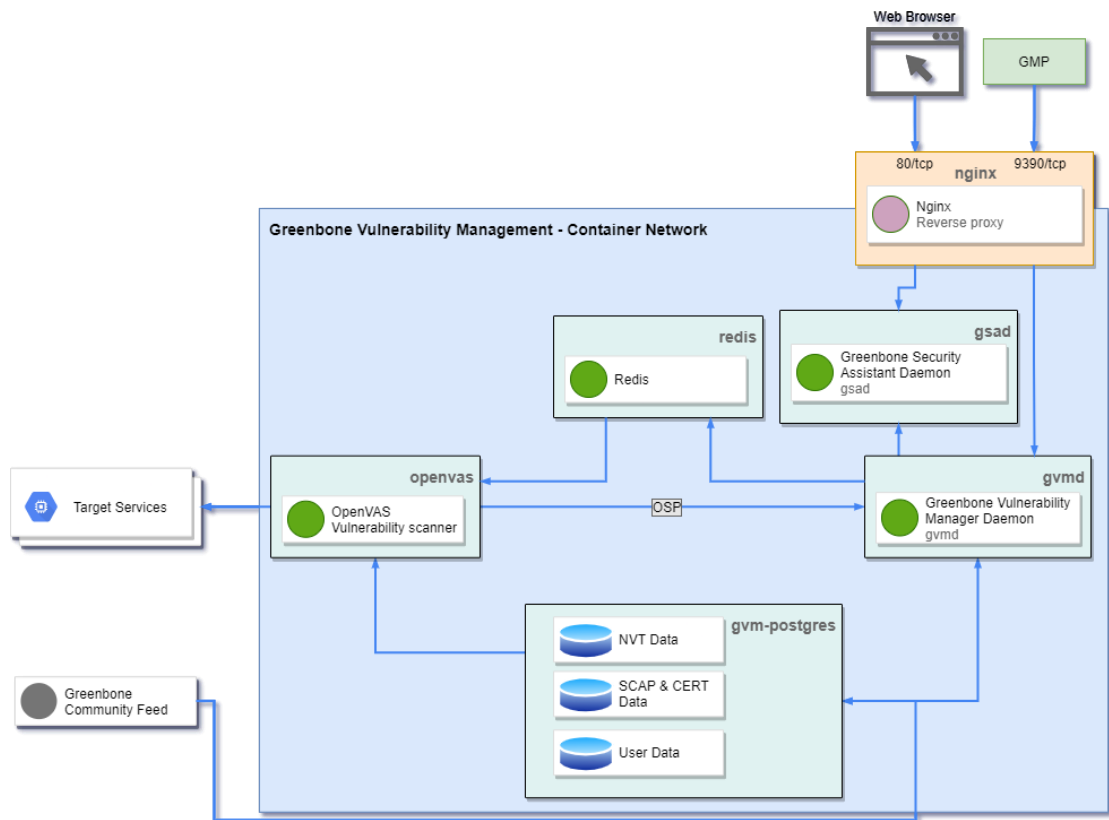 Web Browser
GMP
80/tcp
9390/tcp
nginx
Nginx
Reverse proxy
Greenbone Vulnerability Management - Container Network
redis
Redis
gsad
Greenbone Security
Assistant Daemon
gsad
openvas
OpenVAS
Vulnerability scanner
OSP
gvmd
Greenbone Vulnerability
Manager Daemon
gvmd
Target Services
gvm-postgres
NVT Data
SCAP & CERT
Data
User Data
Greenbone
Community Feed